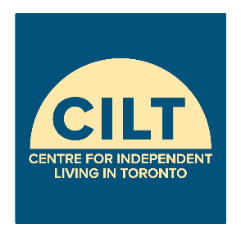 CILT
CENTRE FOR INDEPENDENT
LIVING IN TORONTO